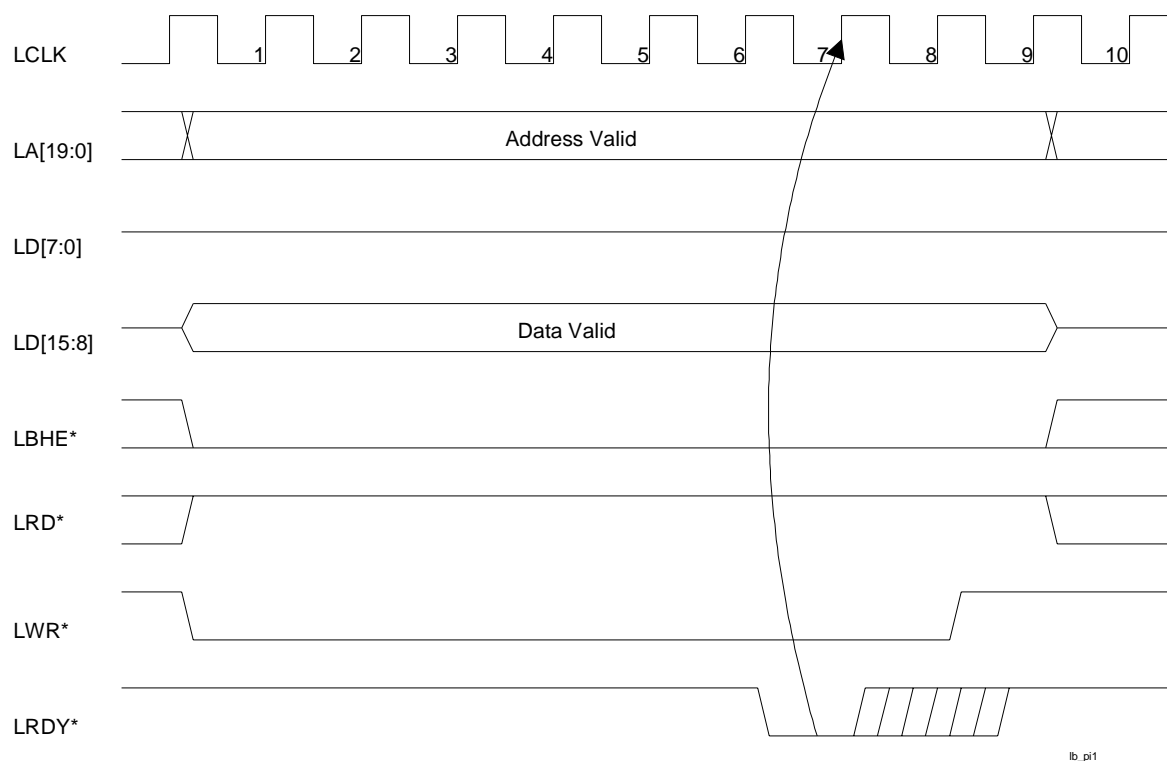 LCLK 1 2 3 4 5 6 7 8 9 10
LA[19:0] Address Valid
LD[7:0]
LD[15:8] Data Valid
LBHE*
LRD*
LWR*
LRDY*
lb_pi1